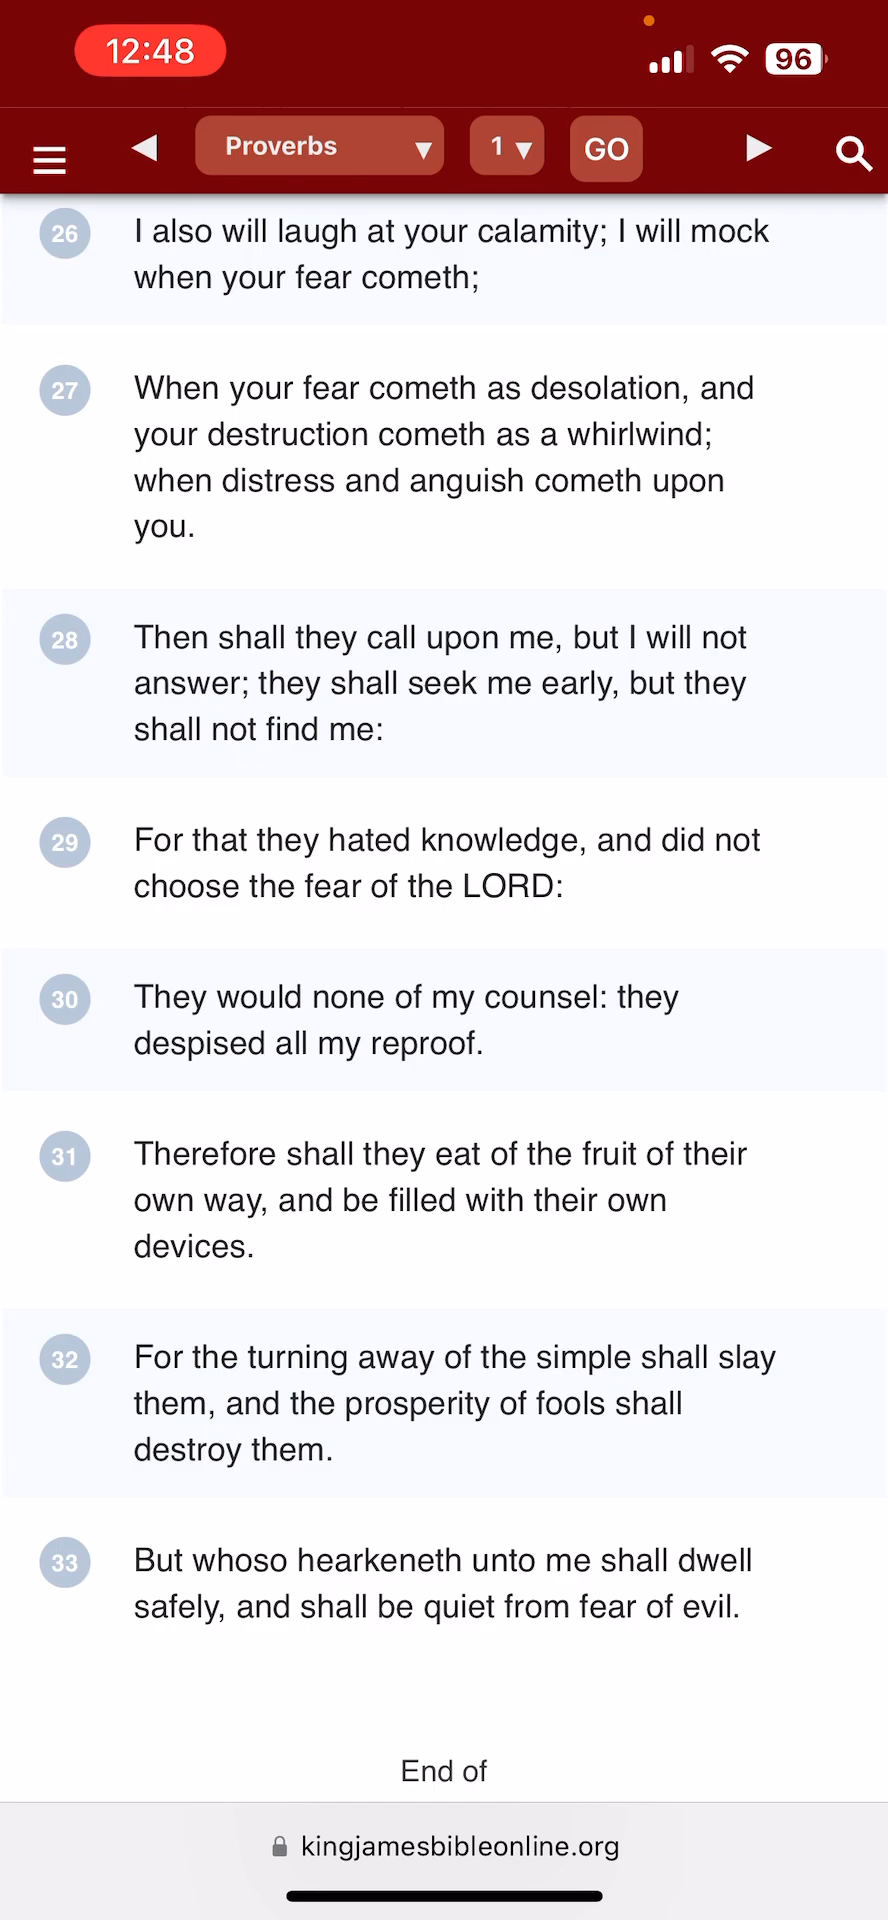 12:48
96
Proverbs
1
GO
26 I also will laugh at your calamity; I will mock
when your fear cometh;
27 When your fear cometh as desolation, and
your destruction cometh as a whirlwind;
when distress and anguish cometh upon
you.
28 Then shall they call upon me, but I will not
answer; they shall seek me early, but they
shall not find me:
29 For that they hated knowledge, and did not
choose the fear of the LORD:
30 They would none of my counsel: they
despised all my reproof.
31 Therefore shall they eat of the fruit of their
own way, and be filled with their own
devices.
32 For the turning away of the simple shall slay
them, and the prosperity of fools shall
destroy them.
33 But whoso hearkeneth unto me shall dwell
safely, and shall be quiet from fear of evil.
End of
kingjamesbibleonline.org